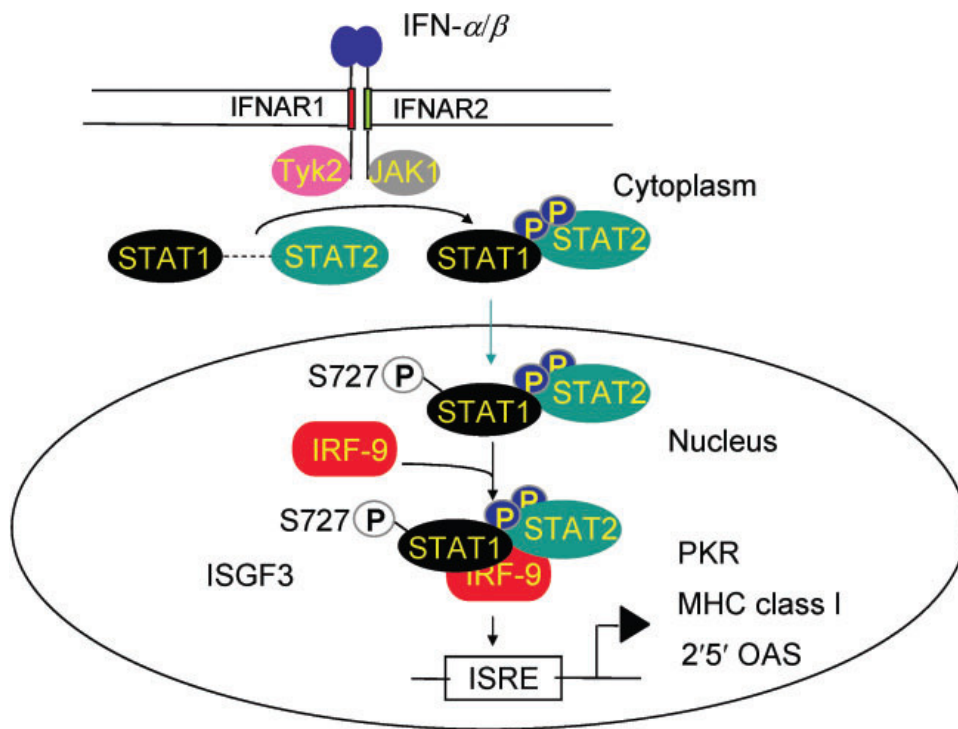 IFN-α/β
IFNAR1
IFNAR2
Tyk2
JAK1
Cytoplasm
P
P
STAT1
STAT2
STAT1
STAT2
S727
P
P
P
STAT1
STAT2
IRF-9
Nucleus
S727
P
P
P
STAT1
STAT2
IRF-9
ISGF3
PKR
MHC class I
2′5′ OAS
ISRE